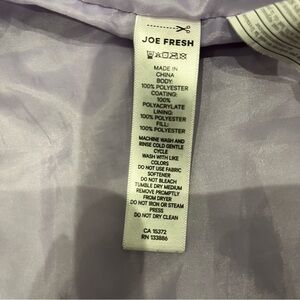 JOE FRESH
MADE IN
CHINA
BODY:
100% POLYESTER
COATING:
100%
POLYACRYLATE
LINING:
100% POLYESTER
FILL:
100% POLYESTER
MACHINE WASH AND
RINSE COLD GENTLE
CYCLE
WASH WITH LIKE
COLORS
DO NOT USE FABRIC
SOFTENER
DO NOT BLEACH
TUMBLE DRY MEDIUM
REMOVE PROMPTLY
FROM DRYER
DO NOT IRON OR STEAM
PRESS
DO NOT DRY CLEAN
CA 15372
RN 133886